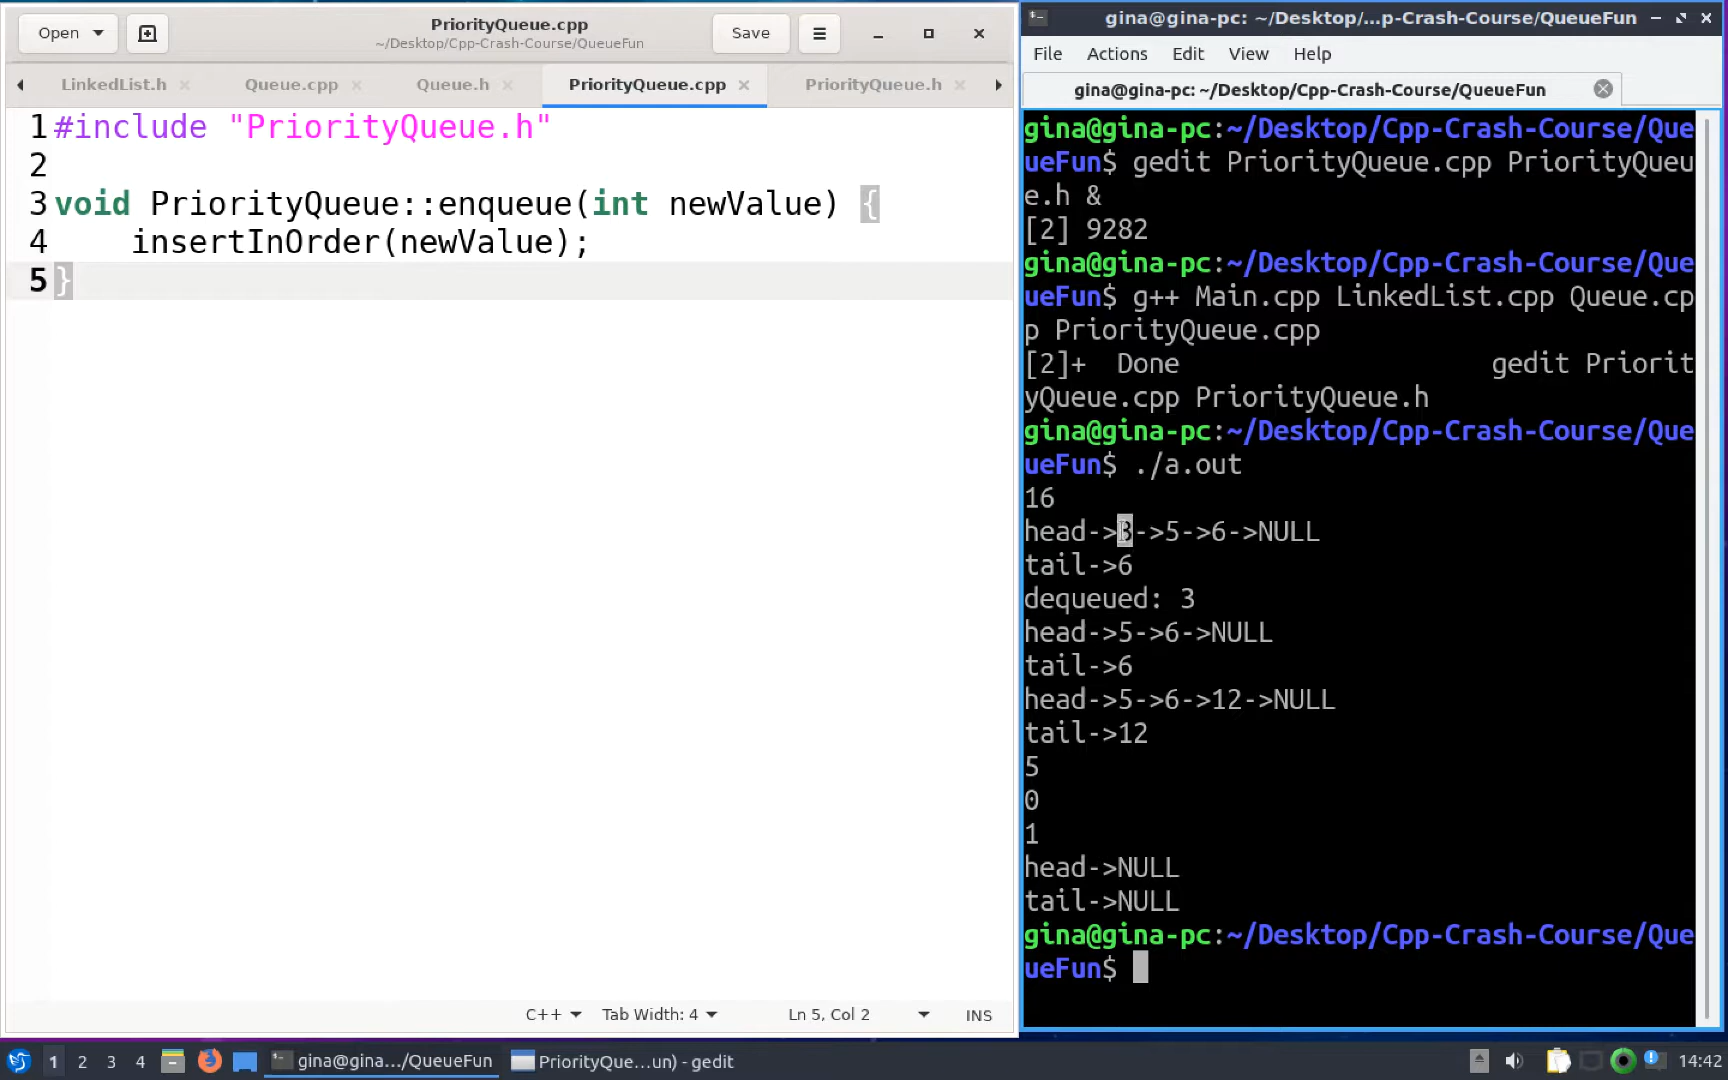 Open
PriorityQueue.cpp
~/Desktop/Cpp-Crash-Course/QueueFun
Save
LinkedList.h
Queue.cpp
Queue.h
PriorityQueue.cpp
PriorityQueue.h
1 #include "PriorityQueue.h"
2
3 void PriorityQueue::enqueue(int newValue) {
4     insertInOrder(newValue);
5 }
C++
Tab Width: 4
Ln 5, Col 2
INS
gina@gina-pc: ~/Desktop/...p-Crash-Course/QueueFun
File Actions Edit View Help
gina@gina-pc: ~/Desktop/Cpp-Crash-Course/QueueFun
gina@gina-pc:~/Desktop/Cpp-Crash-Course/Que
ueFun$ gedit PriorityQueue.cpp PriorityQueu
e.h &
[2] 9282
gina@gina-pc:~/Desktop/Cpp-Crash-Course/Que
ueFun$ g++ Main.cpp LinkedList.cpp Queue.cp
p PriorityQueue.cpp
[2]+  Done                    gedit Priorit
yQueue.cpp PriorityQueue.h
gina@gina-pc:~/Desktop/Cpp-Crash-Course/Que
ueFun$ ./a.out
16
head->3->5->6->NULL
tail->6
dequeued: 3
head->5->6->NULL
tail->6
head->5->6->12->NULL
tail->12
5
0
1
head->NULL
tail->NULL
gina@gina-pc:~/Desktop/Cpp-Crash-Course/Que
ueFun$
1 2 3 4
gina@gina.../QueueFun
PriorityQue...un) - gedit
14:42